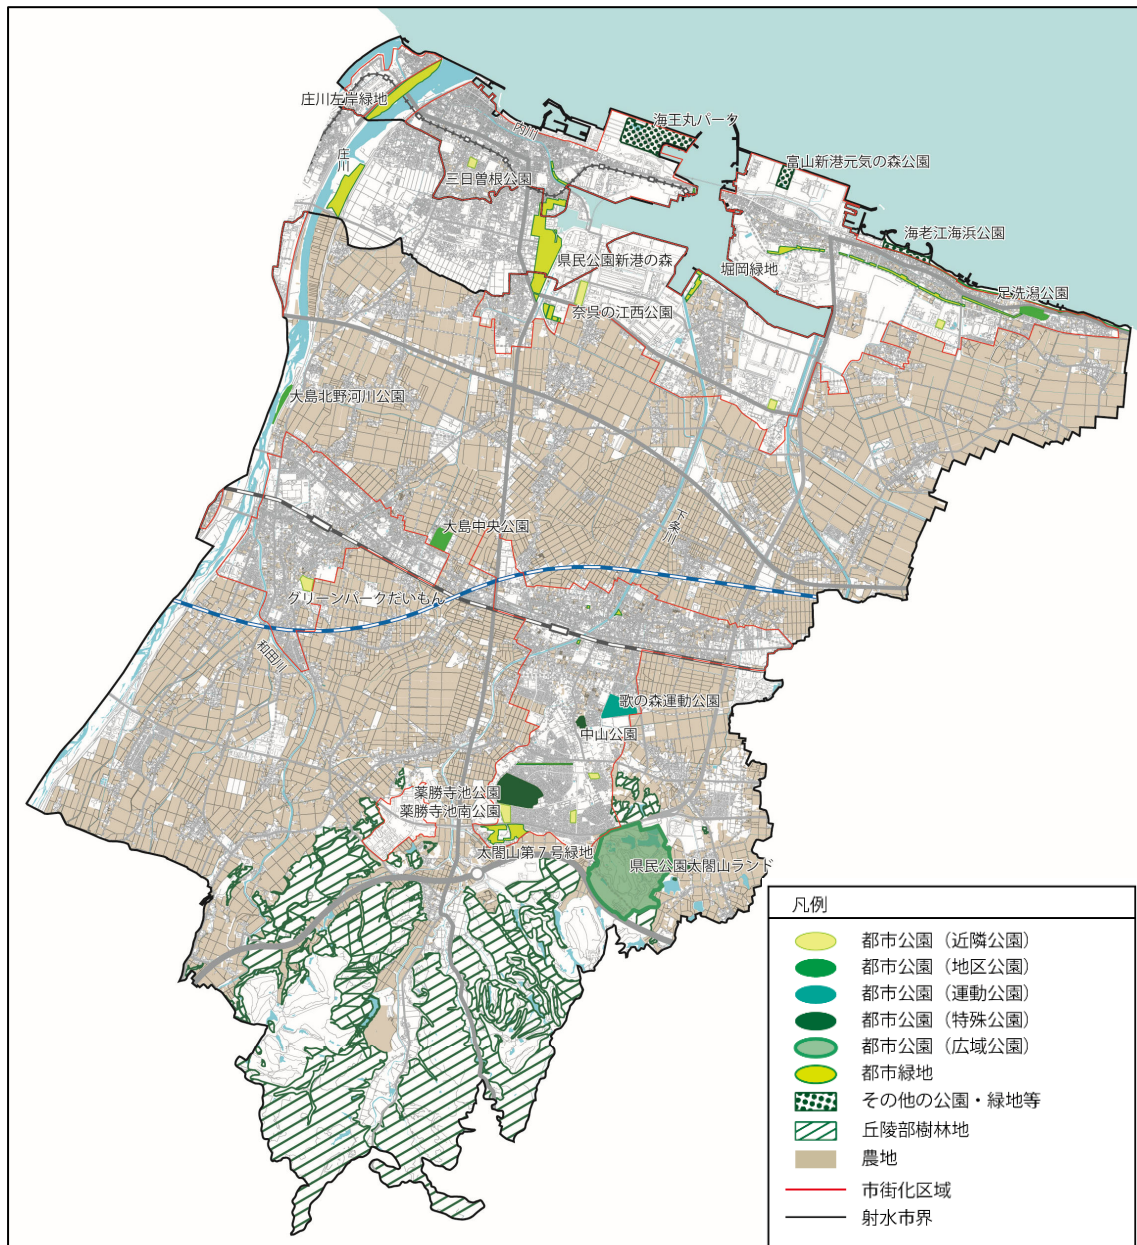 庄川左岸緑地
海王丸パーク
内川
富山新港元気の森公園
庄川
三日曽根公園
海老江海浜公園
県民公園新港の森
堀岡緑地
足洗潟公園
奈呉の江西公園
大島北野河川公園
大島中央公園
下条川
グリーンパークだいもん
和田川
歌の森運動公園
中山公園
薬勝寺池公園
薬勝寺池南公園
太閤山第7号緑地
県民公園太閤山ランド
凡例
都市公園（近隣公園）
都市公園（地区公園）
都市公園（運動公園）
都市公園（特殊公園）
都市公園（広域公園）
都市緑地
その他の公園・緑地等
丘陵部樹林地
農地
市街化区域
射水市界